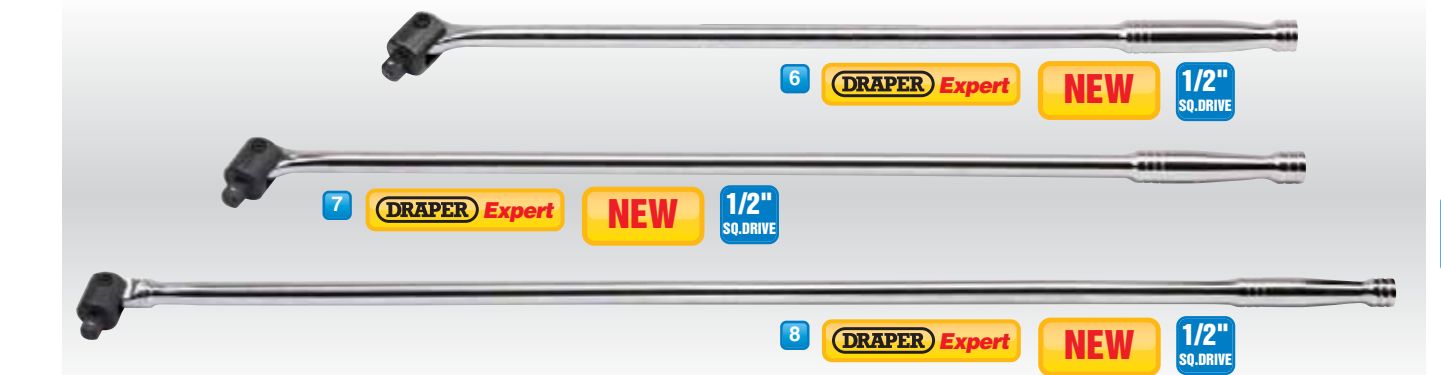 6 DRAPER Expert NEW 1/2"
SQ.DRIVE
7 DRAPER Expert NEW 1/2"
SQ.DRIVE
8 DRAPER Expert NEW 1/2"
SQ.DRIVE